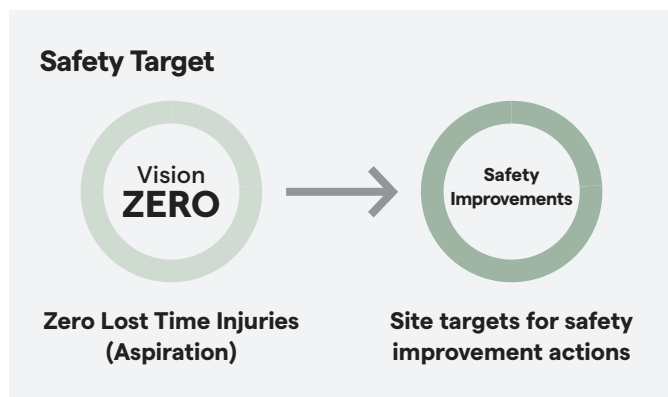 Safety Target
Vision
ZERO
Safety
Improvements
Zero Lost Time Injuries
(Aspiration)
Site targets for safety
improvement actions